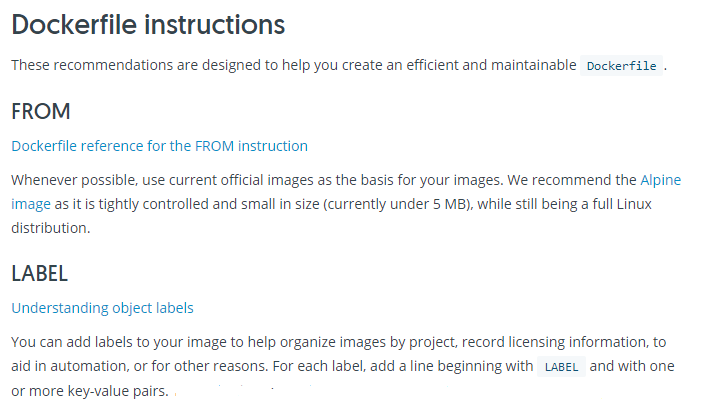 Dockerfile instructions
These recommendations are designed to help you create an efficient and maintainable Dockerfile.
FROM
Dockerfile reference for the FROM instruction
Whenever possible, use current official images as the basis for your images. We recommend the Alpine
image as it is tightly controlled and small in size (currently under 5 MB), while still being a full Linux
distribution.
LABEL
Understanding object labels
You can add labels to your image to help organize images by project, record licensing information, to
aid in automation, or for other reasons. For each label, add a line beginning with LABEL and with one
or more key-value pairs.